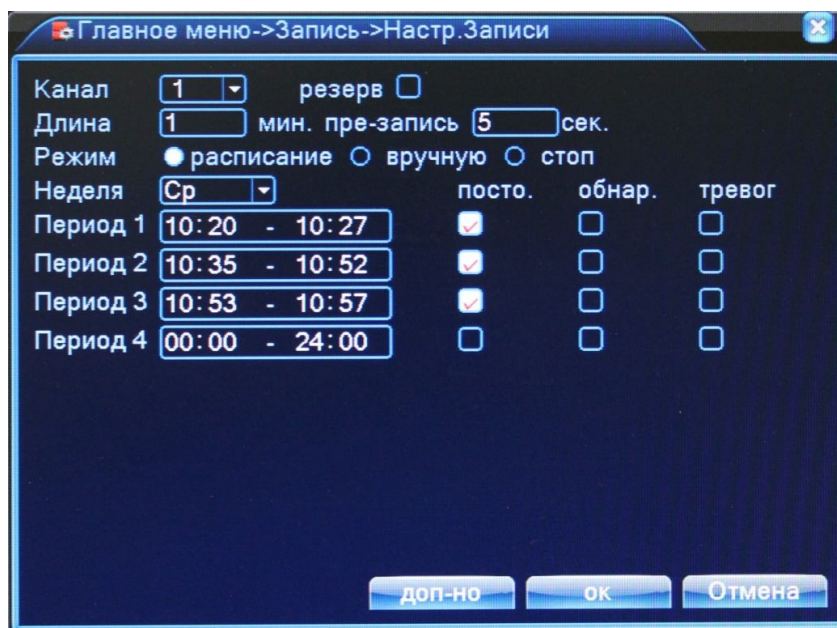 Главное меню->Запись->Настр.Записи
Канал 1 резерв
Длина 1 мин. пре-запись 5 сек.
Режим расписание вручную стоп
Неделя Ср посто. обнар. тревог
Период 1 10:20 - 10:27
Период 2 10:35 - 10:52
Период 3 10:53 - 10:57
Период 4 00:00 - 24:00
доп-но ок Отмена